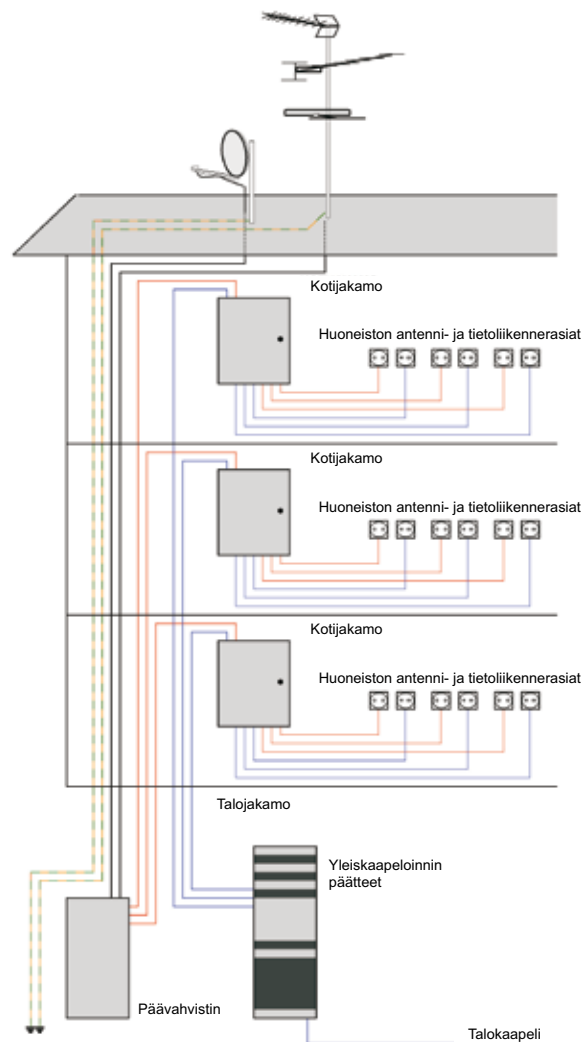 Kotijakamo
Huoneiston antenni- ja tietoliikennerasiat
Kotijakamo
Huoneiston antenni- ja tietoliikennerasiat
Kotijakamo
Huoneiston antenni- ja tietoliikennerasiat
Talojakamo
Yleiskaapeloinnin
päätteet
Päävahvistin
Talokaapeli